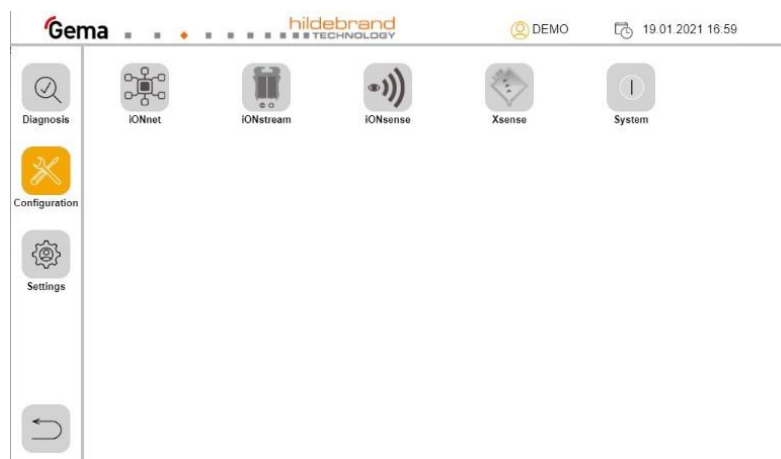 Gema
hildebrand
TECHNOLOGY
DEMO
19.01.2021 16:59
Diagnosis
iONnet
iONstream
iONsense
Xsense
System
Configuration
Settings